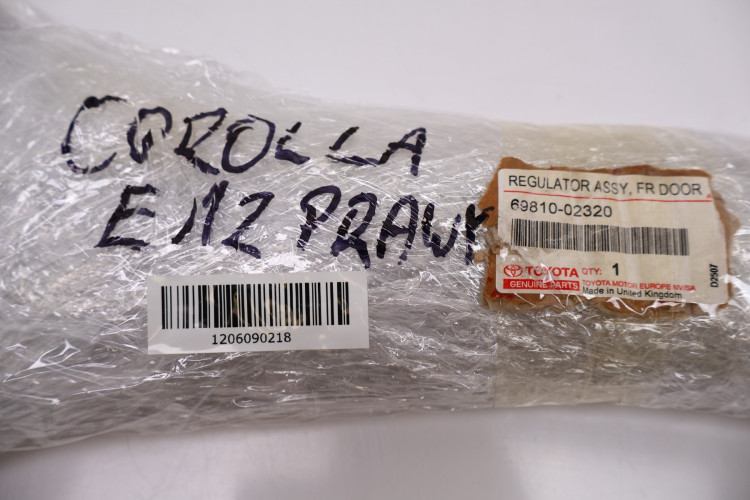 COROLLA
E112 PRAWY
1206090218
REGULATOR ASSY, FR DOOR
69810-02320
TOYOTA QTY: 1
GENUINE PARTS TOYOTA MOTOR EUROPE NV/SA
Made in United Kingdom
D2507